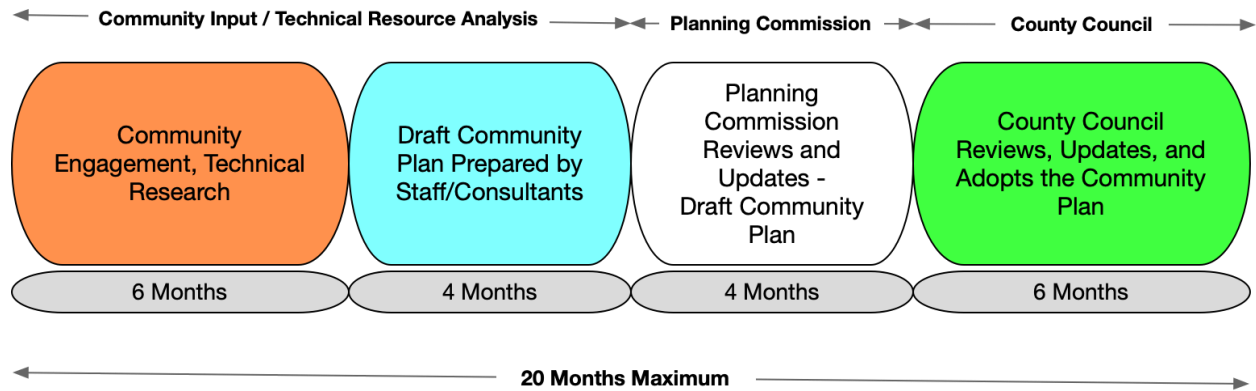 Community Input / Technical Resource Analysis
Planning Commission
County Council
Community
Engagement, Technical
Research
Draft Community
Plan Prepared by
Staff/Consultants
Planning
Commission
Reviews and
Updates -
Draft Community
Plan
County Council
Reviews, Updates, and
Adopts the Community
Plan
6 Months
4 Months
4 Months
6 Months
20 Months Maximum